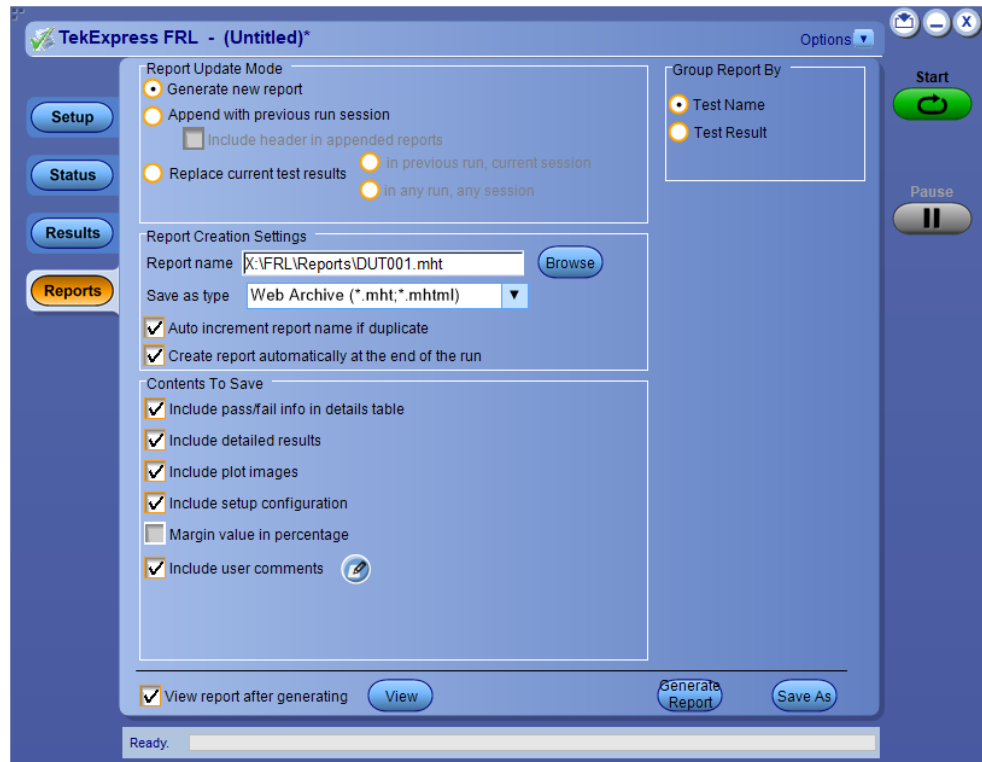 TekExpress FRL - (Untitled)*
Options
Start
Pause
Setup
Status
Results
Reports
Report Update Mode
Generate new report
Append with previous run session
Include header in appended reports
Replace current test results
in previous run, current session
in any run, any session
Group Report By
Test Name
Test Result
Report Creation Settings
Report name X:\FRL\Reports\DUT001.mht Browse
Save as type Web Archive (*.mht;*.mhtml)
Auto increment report name if duplicate
Create report automatically at the end of the run
Contents To Save
Include pass/fail info in details table
Include detailed results
Include plot images
Include setup configuration
Margin value in percentage
Include user comments
View report after generating View
Generate
Report
Save As
Ready.